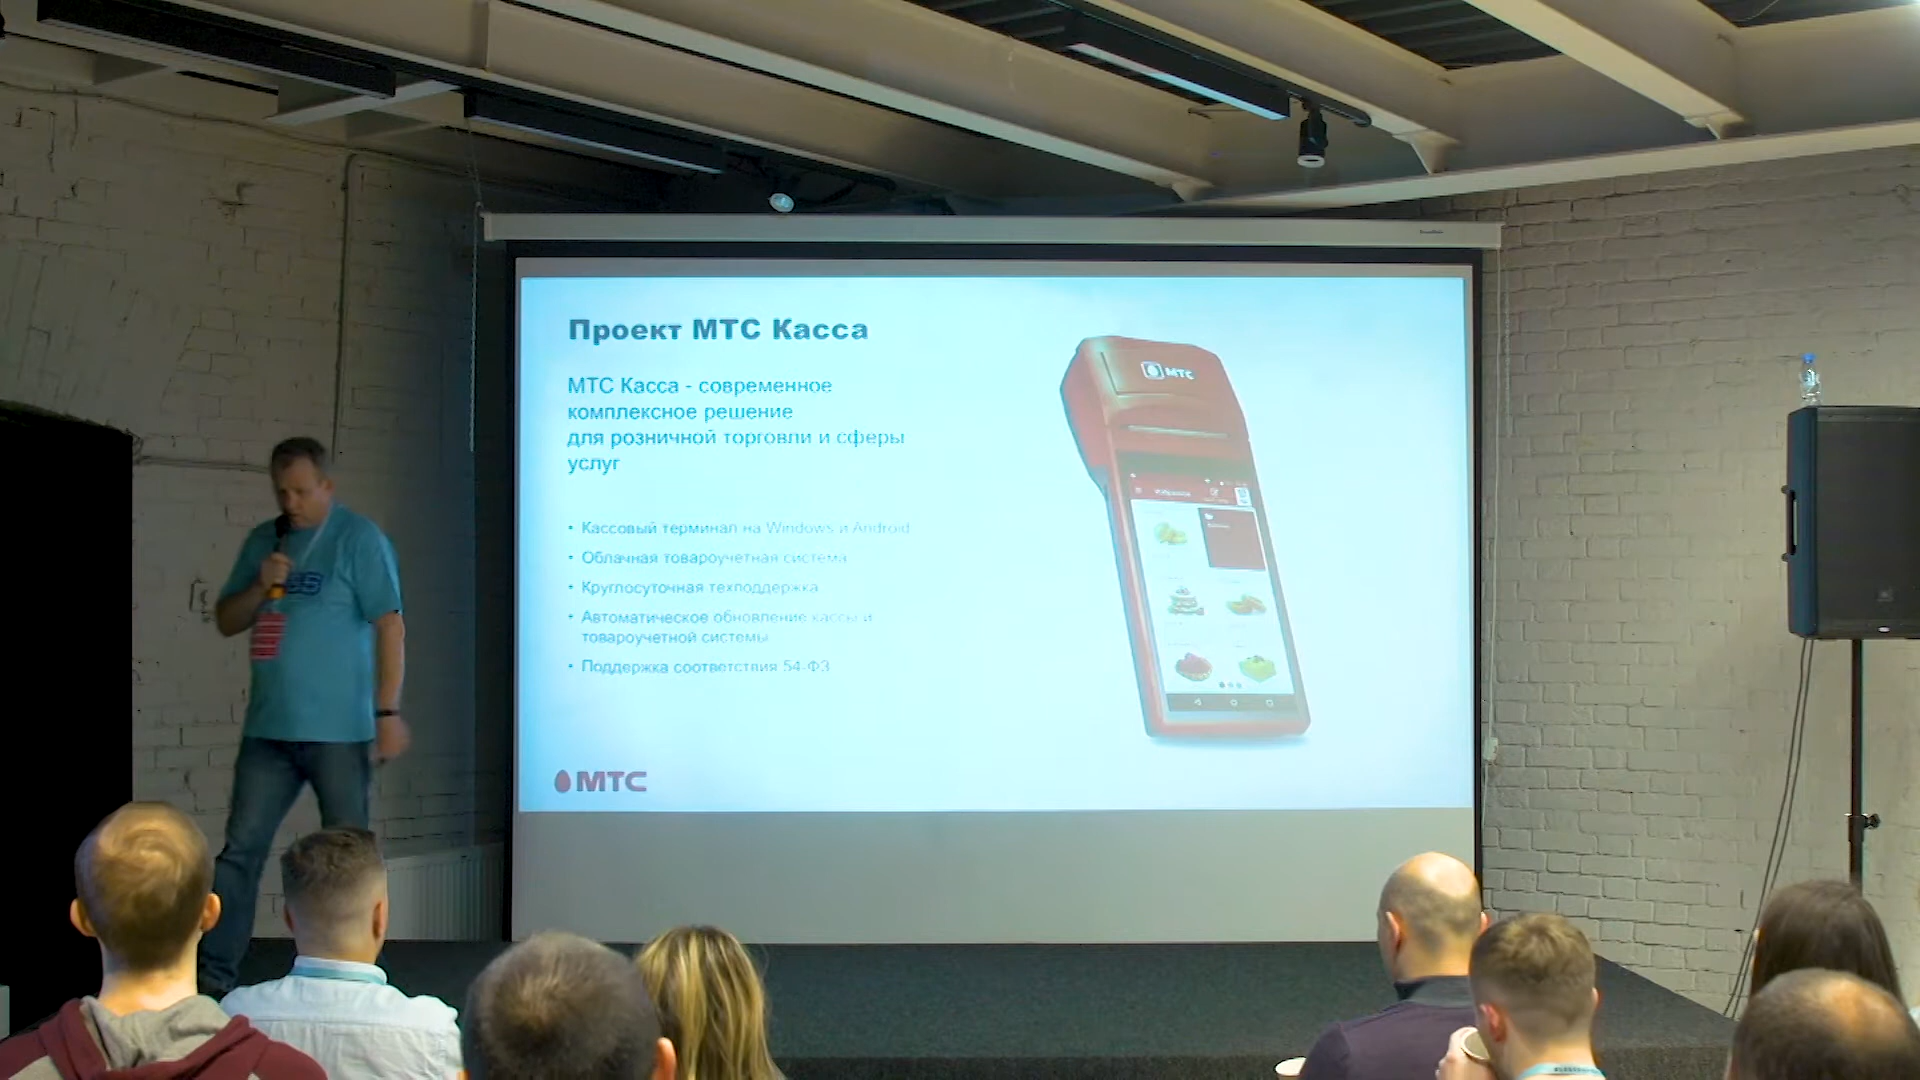 Проект МТС Касса
МТС Касса - современное
комплексное решение
для розничной торговли и сферы
услуг
• Кассовый терминал на Windows и Android
• Облачная товароучетная система
• Круглосуточная техподдержка
• Автоматическое обновление кассы и
товароучетной системы
• Поддержка соответствия 54-ФЗ
МТС
МТС